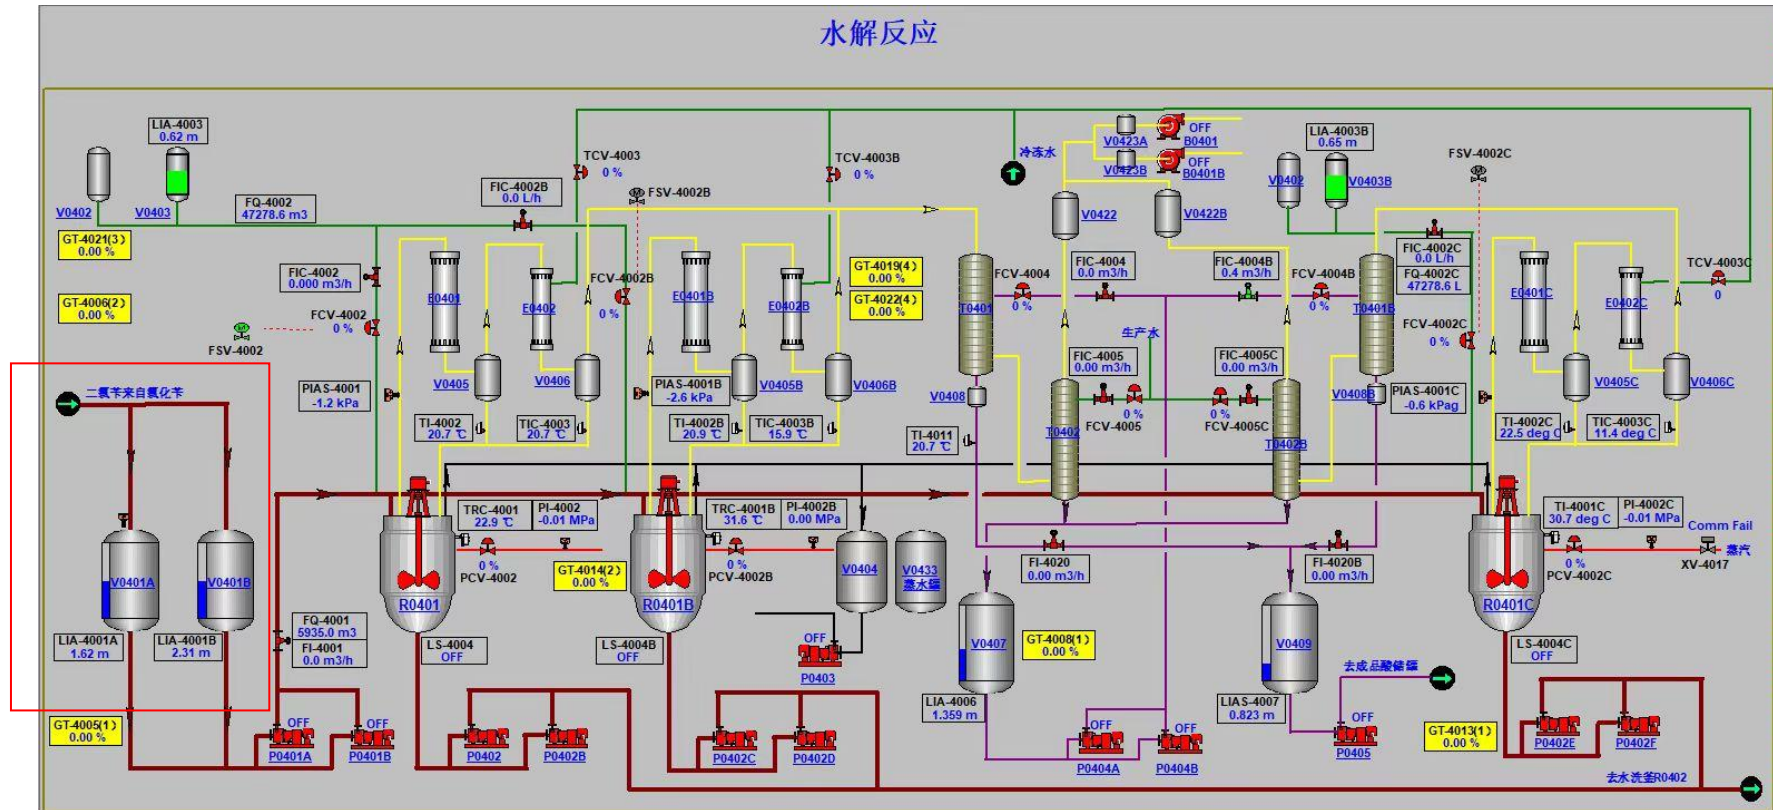 水解反应
LIA-4003
0.62 m
V0402
V0403
FQ-4002
47278.6 m3
GT-4021(3)
0.00 %
GT-4006(2)
0.00 %
FIC-4002
0.000 m3/h
FCV-4002
0 %
FSV-4002
FIC-4002B
0.0 L/h
TCV-4003
0 %
FSV-4002B
FCV-4002B
0 %
TCV-4003B
0 %
E0401
E0402
E0401B
E0402B
GT-4019(4)
0.00 %
GT-4022(4)
0.00 %
冷冻水
V0423A
OFF
B0401
V0423B
OFF
B0401B
V0422
V0422B
LIA-4003B
0.65 m
V0402
V0403B
FSV-4002C
FIC-4004
0.0 m3/h
FCV-4004
0 %
FIC-4004B
0.4 m3/h
FCV-4004B
0 %
FIC-4002C
0.0 L/h
FQ-4002C
47278.6 L
FCV-4002C
0 %
TCV-4003C
0
E0401C
E0402C
T0401
T0401B
生产水
FIC-4005
0.00 m3/h
FIC-4005C
0.00 m3/h
0 %
FCV-4005
0 %
FCV-4005C
二氯苄来自氯化苄
PIAS-4001
-1.2 kPa
V0405
V0406
TI-4002
20.7 ℃
TIC-4003
20.7 ℃
PIAS-4001B
-2.6 kPa
V0405B
V0406B
TI-4002B
20.9 ℃
TIC-4003B
15.9 ℃
V0408
TI-4011
20.7 ℃
T0402
T0402B
V0408B
PIAS-4001C
-0.6 kPag
V0405C
V0406C
TI-4002C
22.5 deg C
TIC-4003C
11.4 deg C
TRC-4001
22.9 ℃
PI-4002
-0.01 MPa
0 %
PCV-4002
TRC-4001B
31.6 ℃
PI-4002B
0.00 MPa
0 %
PCV-4002B
GT-4014(2)
0.00 %
TI-4001C
30.7 deg C
PI-4002C
-0.01 MPa
0 %
PCV-4002C
Comm Fail
蒸汽
XV-4017
V0401A
V0401B
LIA-4001A
1.62 m
LIA-4001B
2.31 m
R0401
R0401B
R0401C
V0404
V0433
蒸水罐
FQ-4001
5935.0 m3
FI-4001
0.0 m3/h
LS-4004
OFF
LS-4004B
OFF
OFF
P0403
FI-4020
0.00 m3/h
FI-4020B
0.00 m3/h
V0407
GT-4008(1)
0.00 %
V0409
LIA-4006
1.359 m
LIAS-4007
0.823 m
去成品酸储罐
LS-4004C
OFF
GT-4005(1)
0.00 %
OFF
P0401A
OFF
P0401B
OFF
P0402
OFF
P0402B
OFF
P0402C
OFF
P0402D
OFF
P0404A
OFF
P0404B
OFF
P0405
GT-4013(1)
0.00 %
OFF
P0402E
OFF
P0402F
去水洗釜R0402